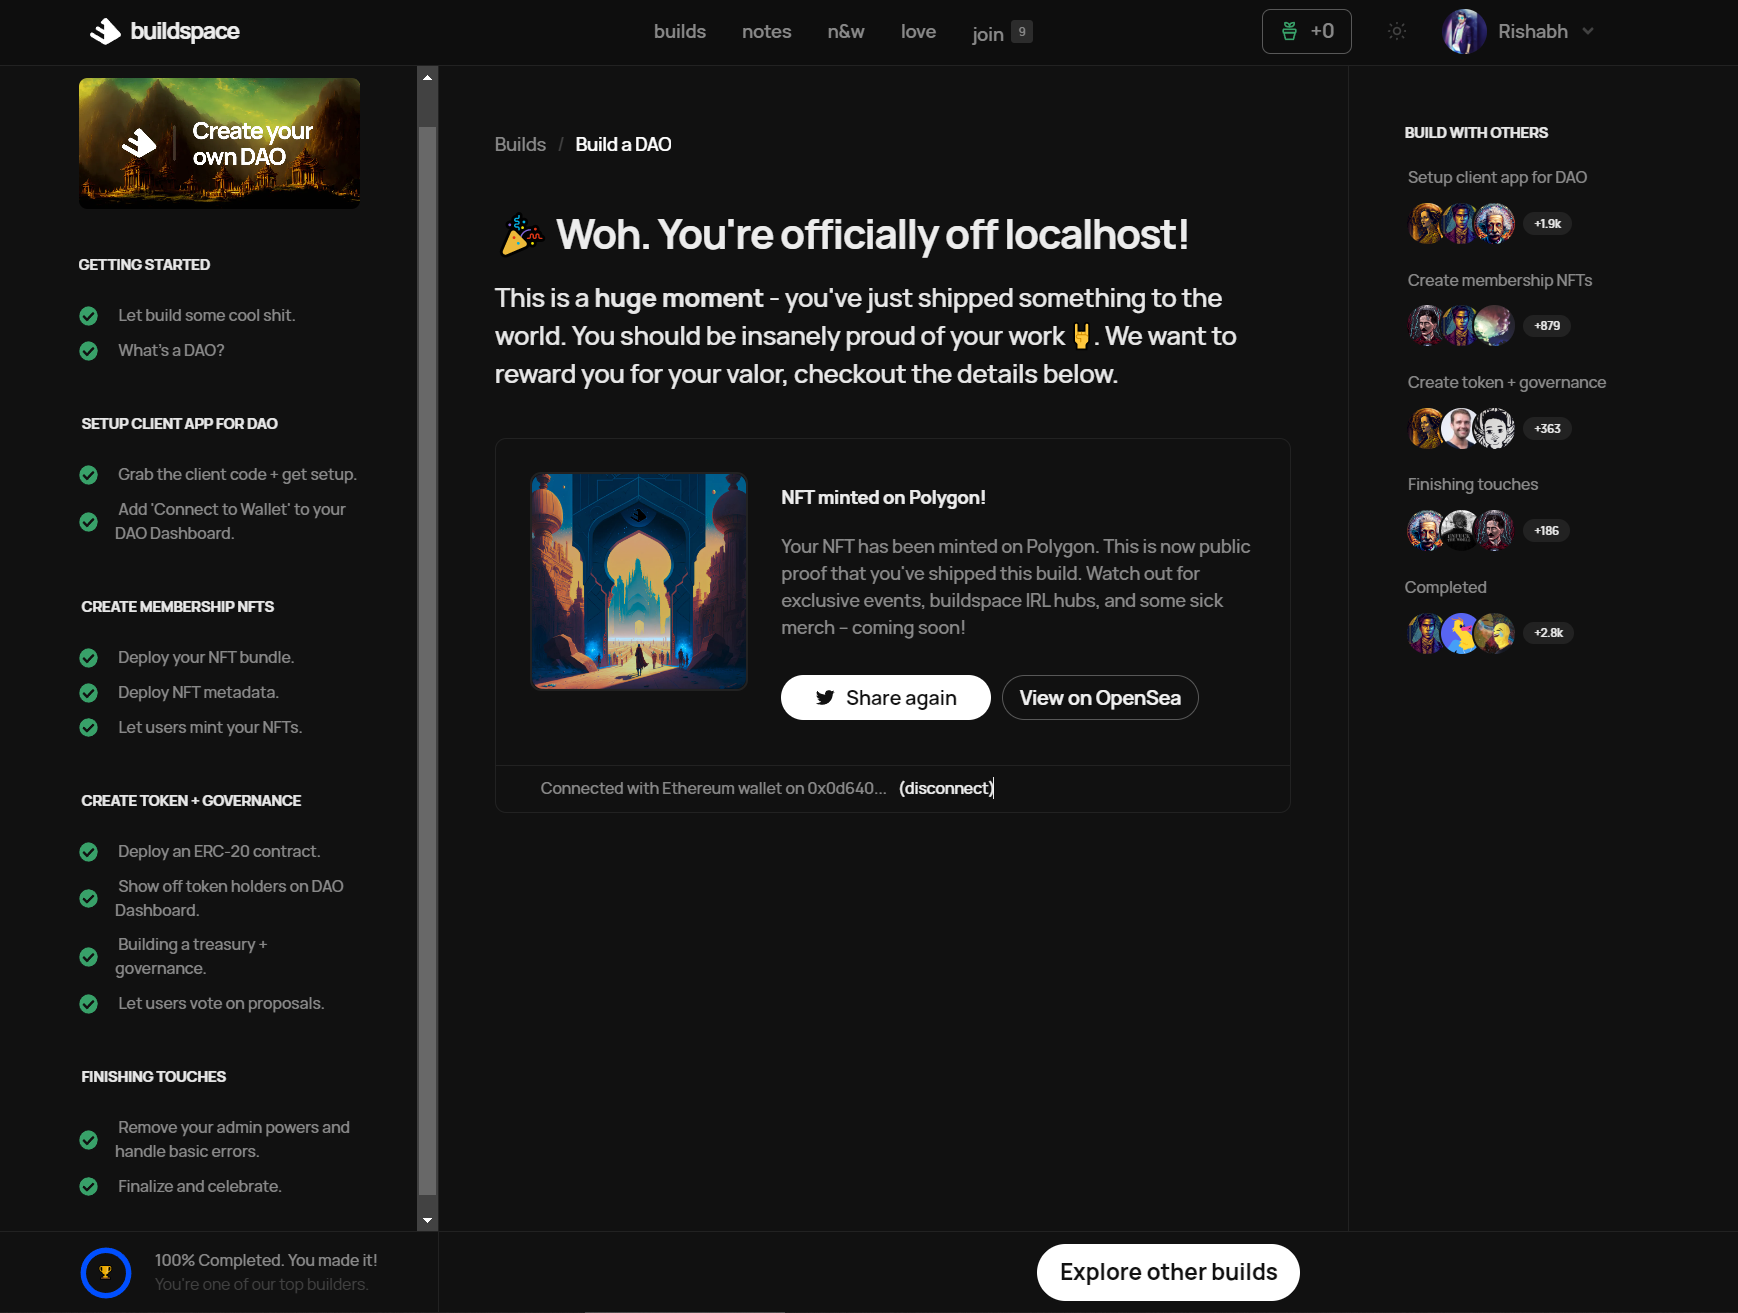 buildspace
builds
notes
n&w
love
join 9
+0
Rishabh
Create your
own DAO
GETTING STARTED
Let build some cool shit.
What's a DAO?
SETUP CLIENT APP FOR DAO
Grab the client code + get setup.
Add 'Connect to Wallet' to your
DAO Dashboard.
CREATE MEMBERSHIP NFTS
Deploy your NFT bundle.
Deploy NFT metadata.
Let users mint your NFTs.
CREATE TOKEN + GOVERNANCE
Deploy an ERC-20 contract.
Show off token holders on DAO
Dashboard.
Building a treasury +
governance.
Let users vote on proposals.
FINISHING TOUCHES
Remove your admin powers and
handle basic errors.
Finalize and celebrate.
100% Completed. You made it!
You're one of our top builders.
Builds / Build a DAO
Woh. You're officially off localhost!
This is a huge moment - you've just shipped something to the
world. You should be insanely proud of your work 🤘. We want to
reward you for your valor, checkout the details below.
NFT minted on Polygon!
Your NFT has been minted on Polygon. This is now public
proof that you've shipped this build. Watch out for
exclusive events, buildspace IRL hubs, and some sick
merch – coming soon!
Share again
View on OpenSea
Connected with Ethereum wallet on 0x0d640... (disconnect)
Explore other builds
BUILD WITH OTHERS
Setup client app for DAO
+1.9k
Create membership NFTs
+879
Create token + governance
+363
Finishing touches
+186
Completed
+2.8k